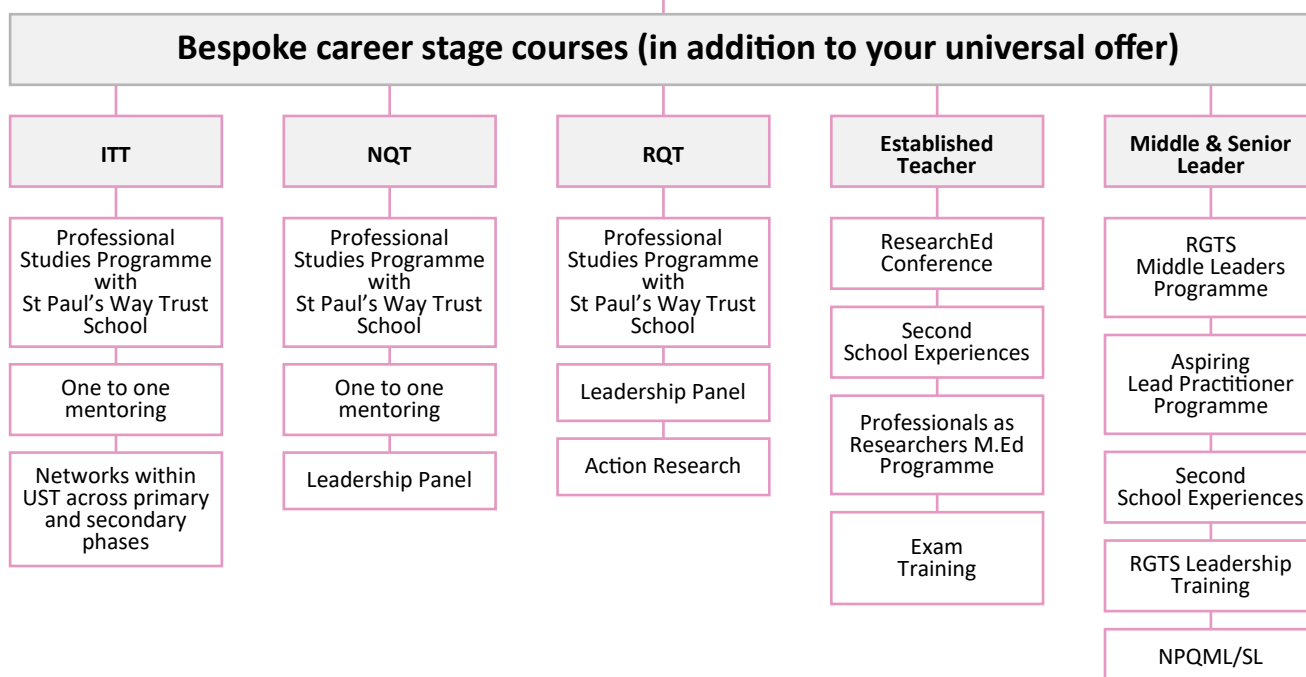 Bespoke career stage courses (in addition to your universal offer)
ITT
Professional
Studies Programme
with
St Paul's Way Trust
School
One to one
mentoring
Networks within
UST across primary
and secondary
phases
NQT
Professional
Studies Programme
with
St Paul's Way Trust
School
One to one
mentoring
Leadership Panel
RQT
Professional
Studies Programme
with
St Paul's Way Trust
School
Leadership Panel
Action Research
Established
Teacher
ResearchEd
Conference
Second
School Experiences
Professionals as
Researchers M.Ed
Programme
Exam
Training
Middle & Senior
Leader
RGTS
Middle Leaders
Programme
Aspiring
Lead Practitioner
Programme
Second
School Experiences
RGTS Leadership
Training
NPQML/SL